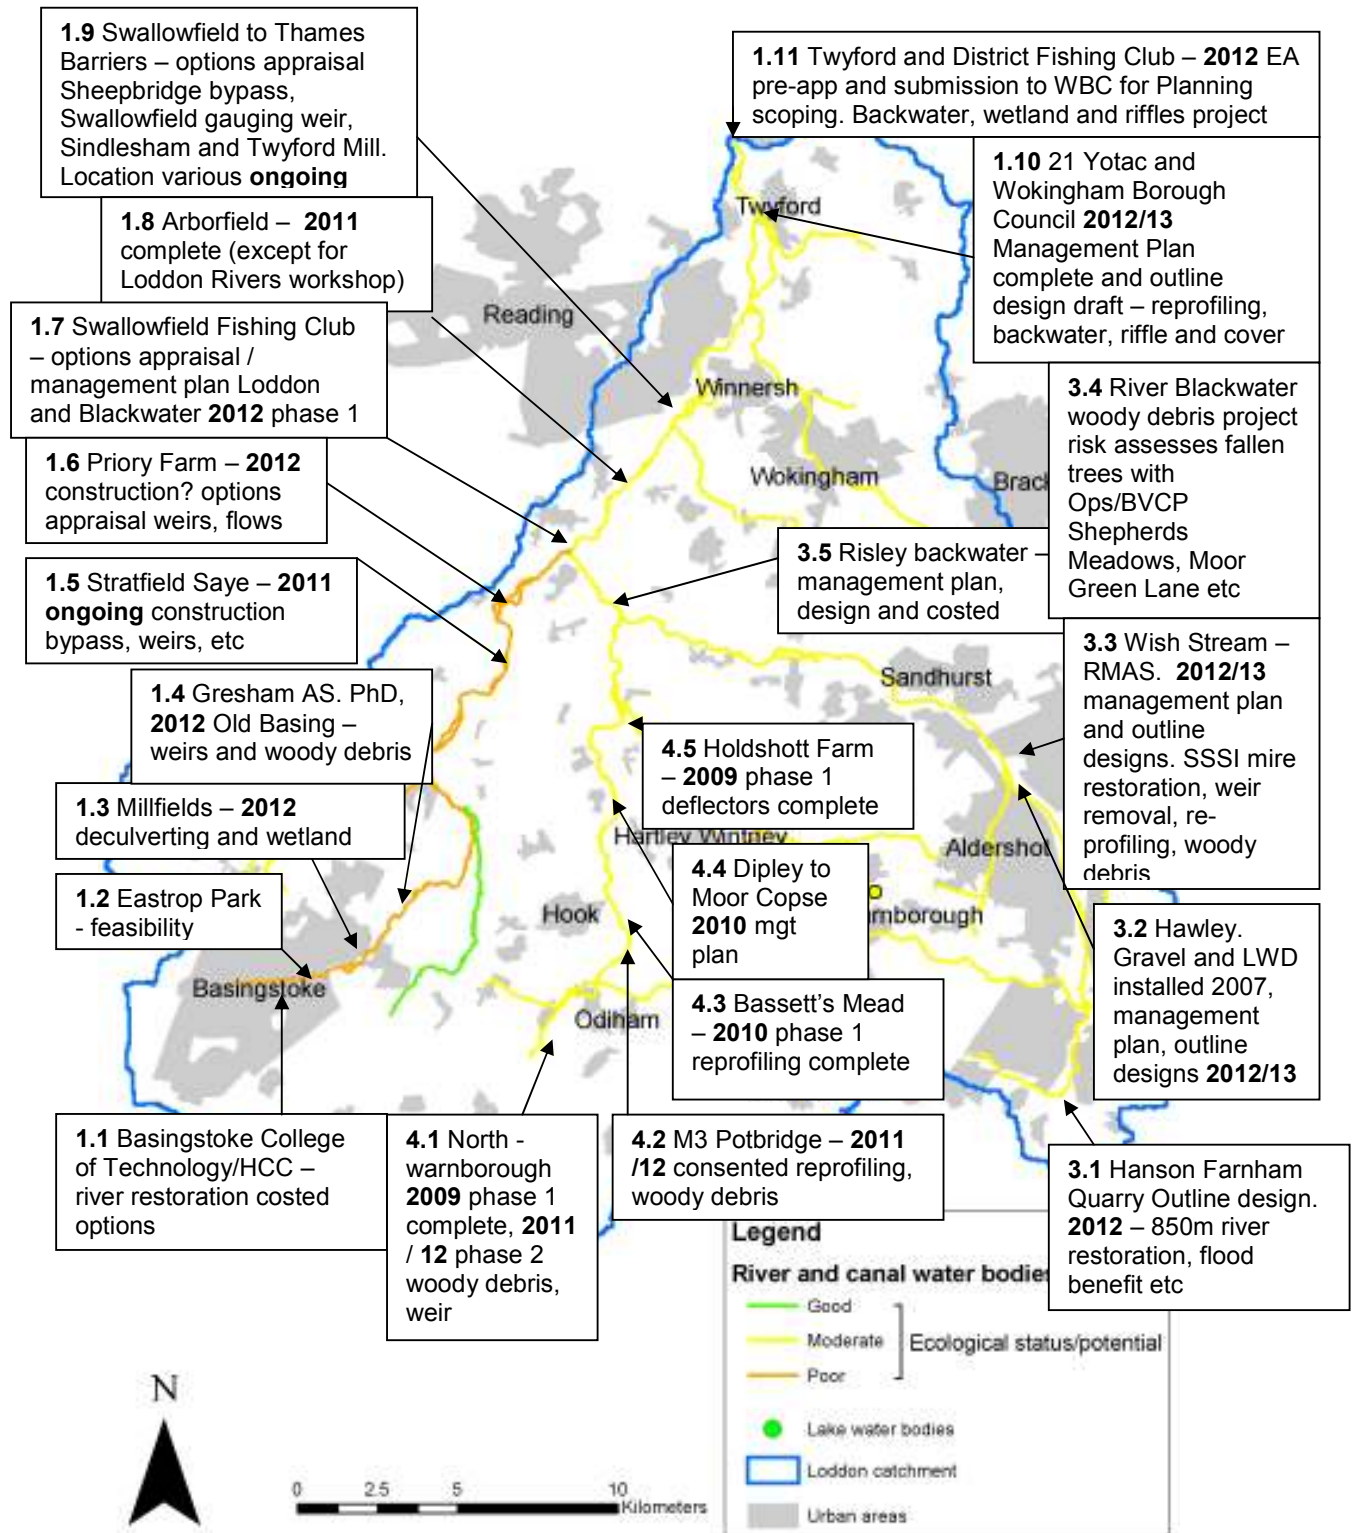 1.9 Swallowfield to Thames
Barriers – options appraisal
Sheepbridge bypass,
Swallowfield gauging weir,
Sindlesham and Twyford Mill.
Location various ongoing
1.11 Twyford and District Fishing Club – 2012 EA
pre-app and submission to WBC for Planning
scoping. Backwater, wetland and riffles project
1.8 Arborfield – 2011
complete (except for
Loddon Rivers workshop)
1.10 21 Yotac and
Wokingham Borough
Council 2012/13
Management Plan
complete and outline
design draft – reprofiling,
backwater, riffle and cover
Twyford
Reading
1.7 Swallowfield Fishing Club
– options appraisal /
management plan Loddon
and Blackwater 2012 phase 1
Winnersh
3.4 River Blackwater
woody debris project
risk assesses fallen
trees with
Ops/BVCP
Shepherds
Meadows, Moor
Green Lane etc
1.6 Priory Farm – 2012
construction? options
appraisal weirs, flows
Wokingham
Brack
3.5 Risley backwater –
management plan,
design and costed
1.5 Stratfield Saye – 2011
ongoing construction
bypass, weirs, etc
3.3 Wish Stream –
RMAS. 2012/13
management plan
and outline
designs. SSSI mire
restoration, weir
removal, re-
profiling, woody
debris
Sandhurst
1.4 Gresham AS. PhD,
2012 Old Basing –
weirs and woody debris
4.5 Holdshott Farm
– 2009 phase 1
deflectors complete
1.3 Millfields – 2012
deculverting and wetland
Hartley Wintney
Aldershot
4.4 Dipley to
Moor Copse
2010 mgt
plan
1.2 Eastrop Park
- feasibility
Hook
rnborough
3.2 Hawley.
Gravel and LWD
installed 2007,
management
plan, outline
designs 2012/13
Basingstoke
Odiham
4.3 Bassett’s Mead
– 2010 phase 1
reprofiling complete
1.1 Basingstoke College
of Technology/HCC –
river restoration costed
options
4.1 North -
warnborough
2009 phase 1
complete, 2011
/ 12 phase 2
woody debris,
weir
4.2 M3 Potbridge – 2011
/12 consented reprofiling,
woody debris
3.1 Hanson Farnham
Quarry Outline design.
2012 – 850m river
restoration, flood
benefit etc
Legend
River and canal water bodies
Good
Moderate
Poor
Ecological status/potential
Lake water bodies
Loddon catchment
Urban areas
N
0 2.5 5 10
Kilometers